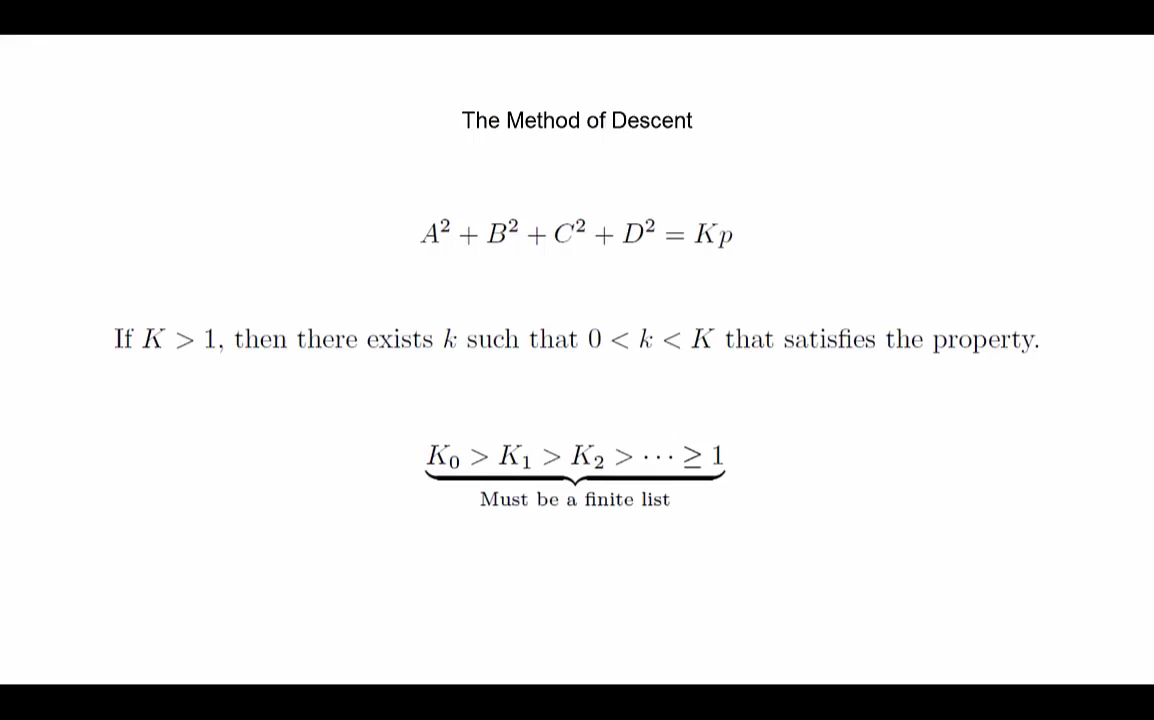 The Method of Descent
A² + B² + C² + D² = Kp
If K > 1, then there exists k such that 0 < k < K that satisfies the property.
K₀ > K₁ > K₂ > ⋯ ≥ 1
Must be a finite list